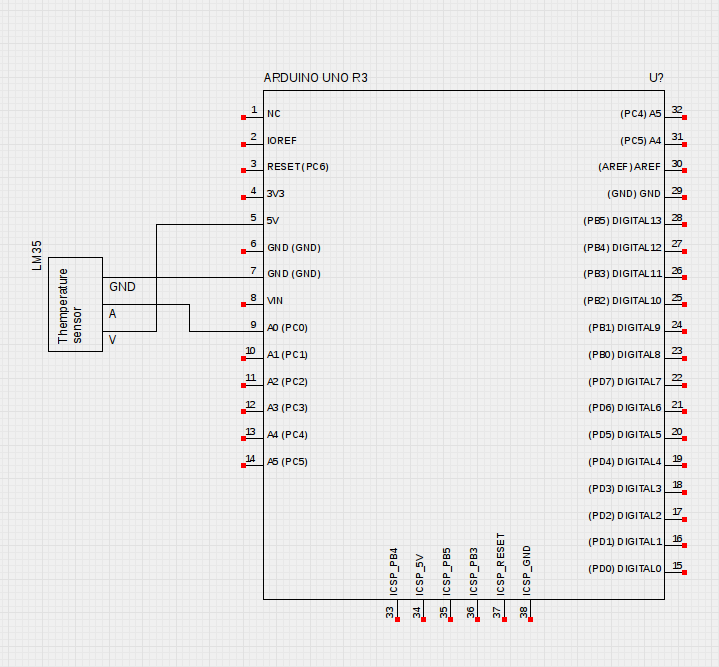 ARDUINO UNO R3
U?
1 NC
2 IOREF
3 RESET(PC6)
4 3V3
5 5V
6 GND (GND)
7 GND (GND)
8 VIN
9 A0 (PC0)
10 A1 (PC1)
11 A2 (PC2)
12 A3 (PC3)
13 A4 (PC4)
14 A5 (PC5)
LM35
Themperature
sensor
GND
A
V
(PC4) A5 32
(PC5) A4 31
(AREF) AREF 30
(GND) GND 29
(PB5) DIGITAL13 28
(PB4) DIGITAL12 27
(PB3) DIGITAL11 26
(PB2) DIGITAL10 25
(PB1) DIGITAL9 24
(PB0) DIGITAL8 23
(PD7) DIGITAL7 22
(PD6) DIGITAL6 21
(PD5) DIGITAL5 20
(PD4) DIGITAL4 19
(PD3) DIGITAL3 18
(PD2) DIGITAL2 17
(PD1) DIGITAL1 16
(PD0) DIGITAL0 15
33 ICSP_PB4
34 ICSP_5V
35 ICSP_PB5
36 ICSP_PB3
37 ICSP_RESET
38 ICSP_GND